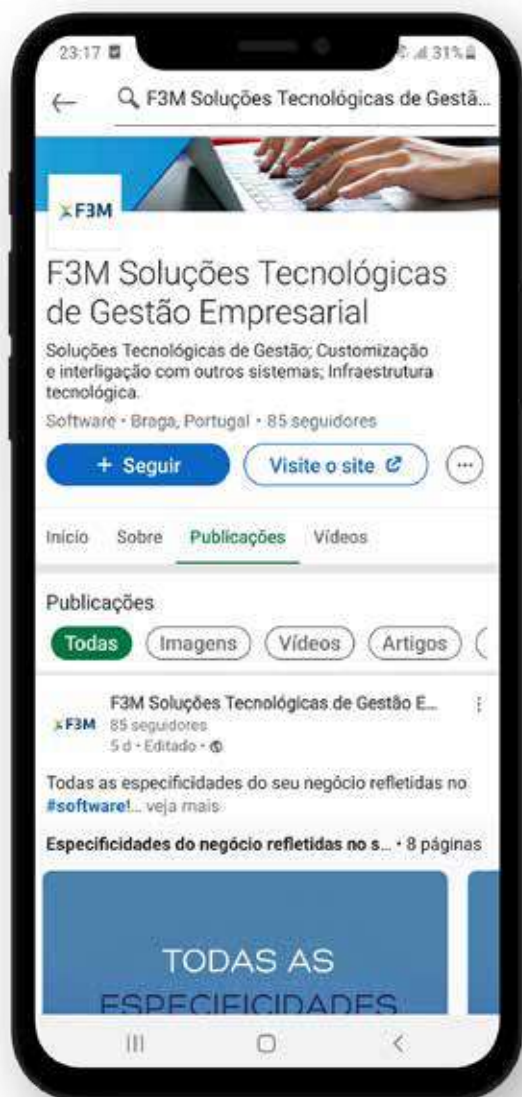 23:17
31%
F3M Soluções Tecnológicas de Gestã...
F3M
F3M Soluções Tecnológicas
de Gestão Empresarial
Soluções Tecnológicas de Gestão; Customização
e interligação com outros sistemas; Infraestrutura
tecnológica.
Software • Braga, Portugal • 85 seguidores
+ Seguir
Visite o site
Início Sobre Publicações Vídeos
Publicações
Todas Imagens Vídeos Artigos
F3M Soluções Tecnológicas de Gestão E...
F3M
85 seguidores
5 d • Editado •
Todas as especificidades do seu negócio refletidas no
#software!... veja mais
Especificidades do negócio refletidas no s... • 8 páginas
TODAS AS
ESPECIFICIDADES